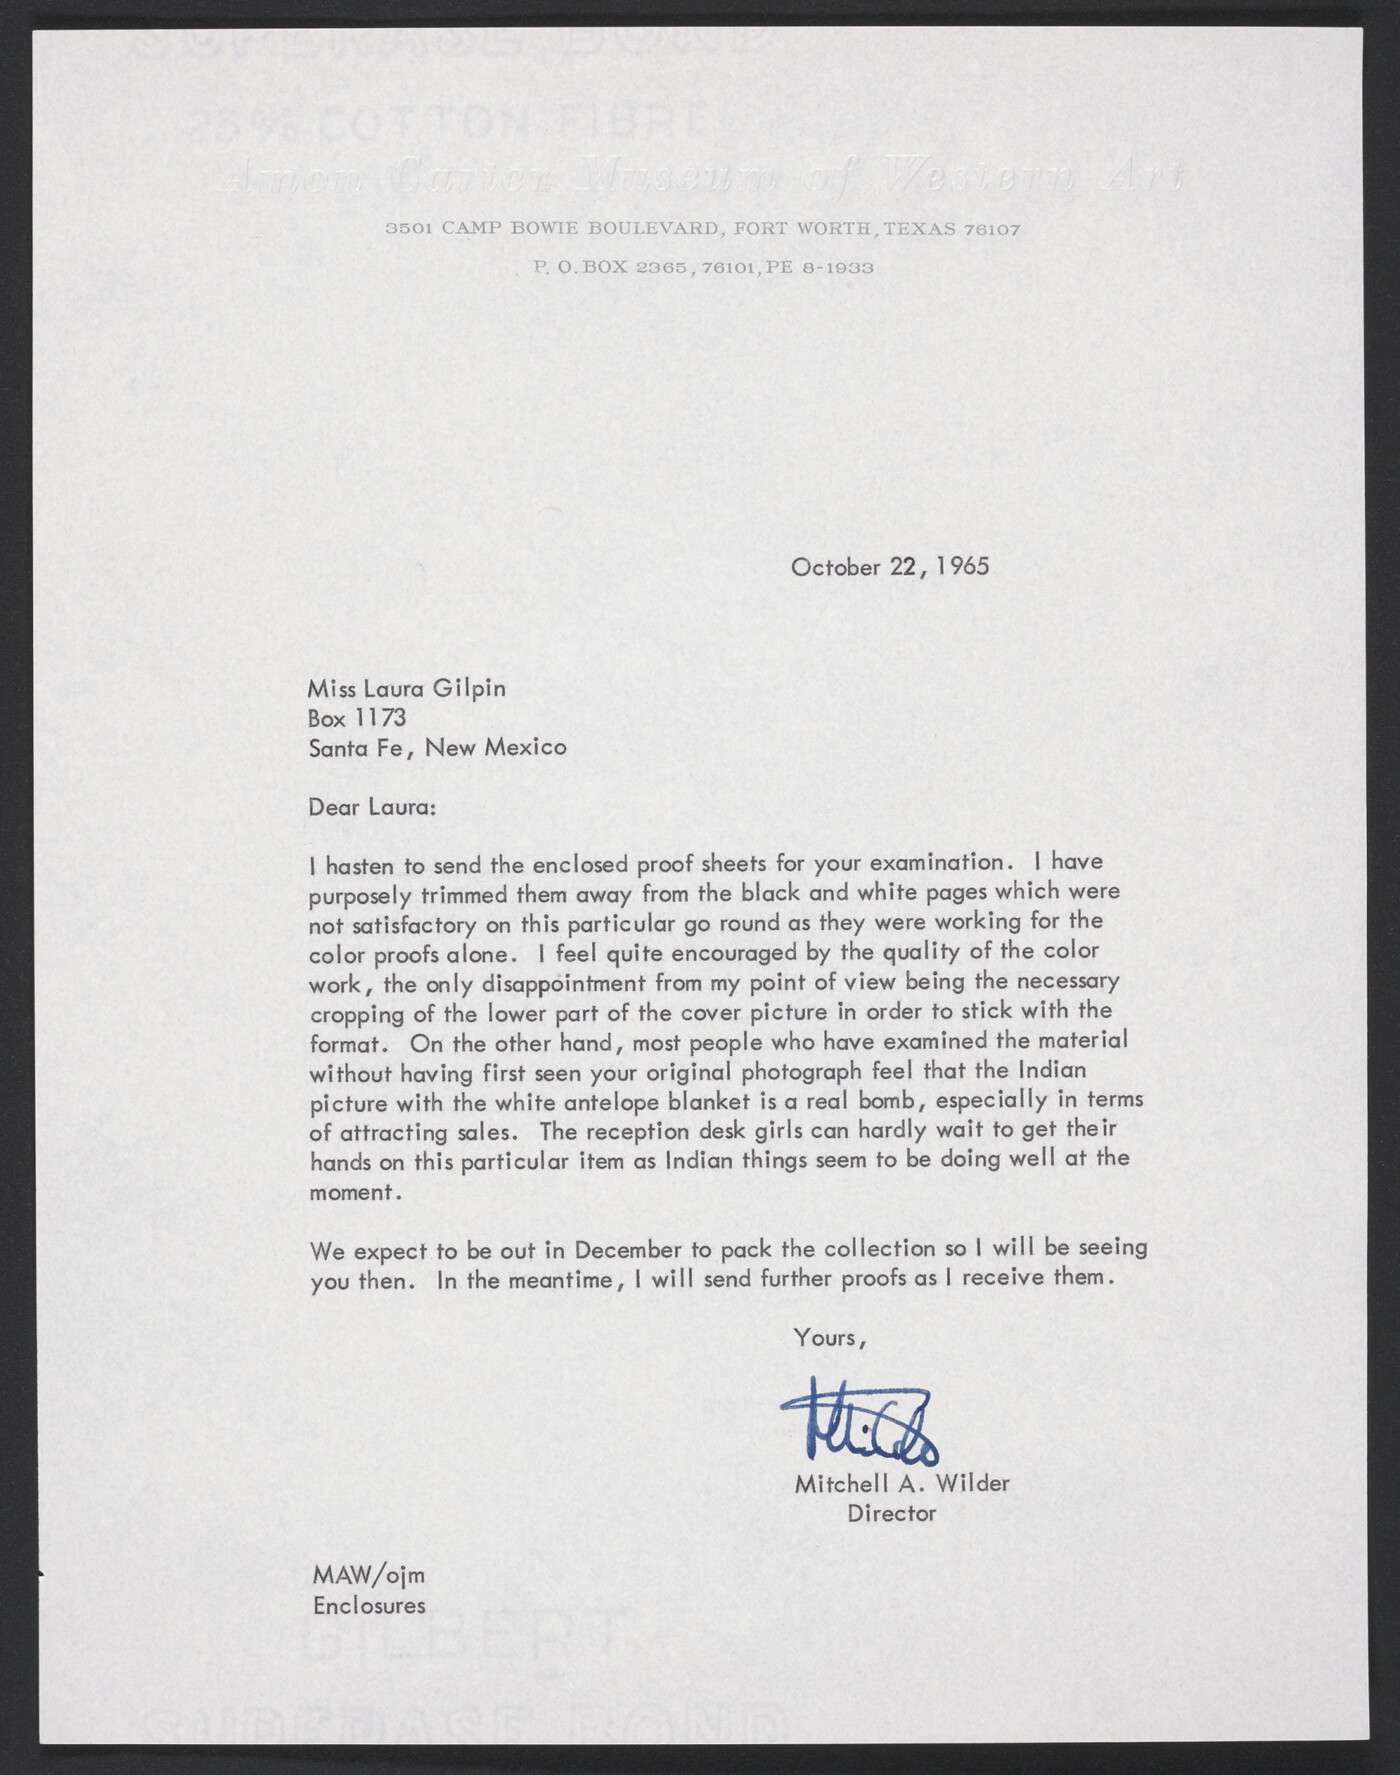 SUPERASE BOND
25% COTTON FIBRE
Amon Carter Museum of Western Art
3501 CAMP BOWIE BOULEVARD, FORT WORTH, TEXAS 76107
P. O. BOX 2365, 76101, PE 8-1933
October 22, 1965
Miss Laura Gilpin
Box 1173
Santa Fe, New Mexico
Dear Laura:
I hasten to send the enclosed proof sheets for your examination. I have
purposely trimmed them away from the black and white pages which were
not satisfactory on this particular go round as they were working for the
color proofs alone. I feel quite encouraged by the quality of the color
work, the only disappointment from my point of view being the necessary
cropping of the lower part of the cover picture in order to stick with the
format. On the other hand, most people who have examined the material
without having first seen your original photograph feel that the Indian
picture with the white antelope blanket is a real bomb, especially in terms
of attracting sales. The reception desk girls can hardly wait to get their
hands on this particular item as Indian things seem to be doing well at the
moment.
We expect to be out in December to pack the collection so I will be seeing
you then. In the meantime, I will send further proofs as I receive them.
Yours,
Mitchell A. Wilder
Director
MAW/ojm
Enclosures
GILBERT
SUPERASE BOND